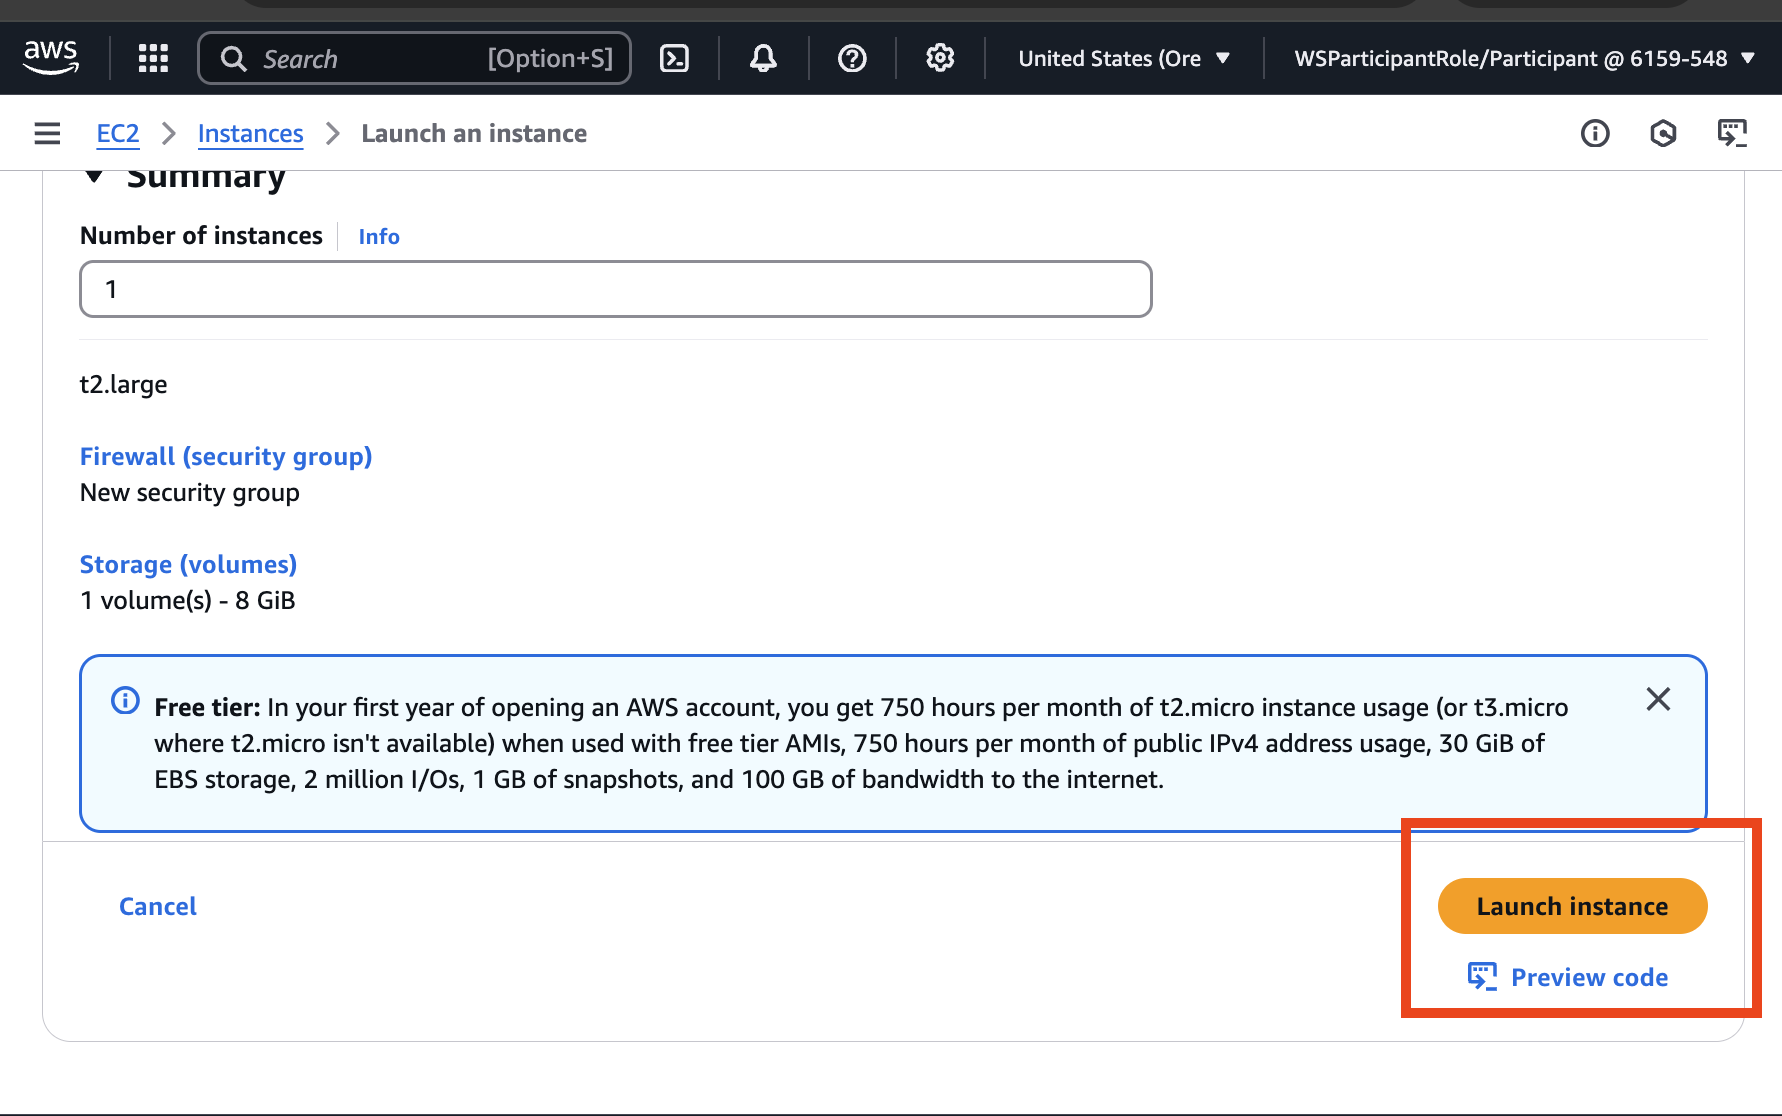 aws
Search [Option+S]
United States (Ore
WSParticipantRole/Participant @ 6159-548
EC2
Instances
Launch an instance
Summary
Number of instances
Info
1
t2.large
Firewall (security group)
New security group
Storage (volumes)
1 volume(s) - 8 GiB
Free tier: In your first year of opening an AWS account, you get 750 hours per month of t2.micro instance usage (or t3.micro
where t2.micro isn't available) when used with free tier AMIs, 750 hours per month of public IPv4 address usage, 30 GiB of
EBS storage, 2 million I/Os, 1 GB of snapshots, and 100 GB of bandwidth to the internet.
Cancel
Launch instance
Preview code